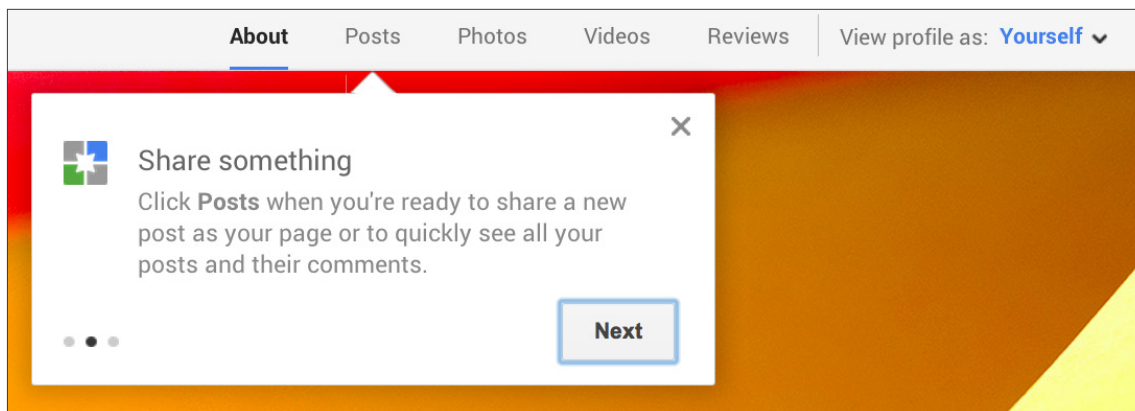 About Posts Photos Videos Reviews View profile as: Yourself
Share something
Click Posts when you're ready to share a new
post as your page or to quickly see all your
posts and their comments.
Next